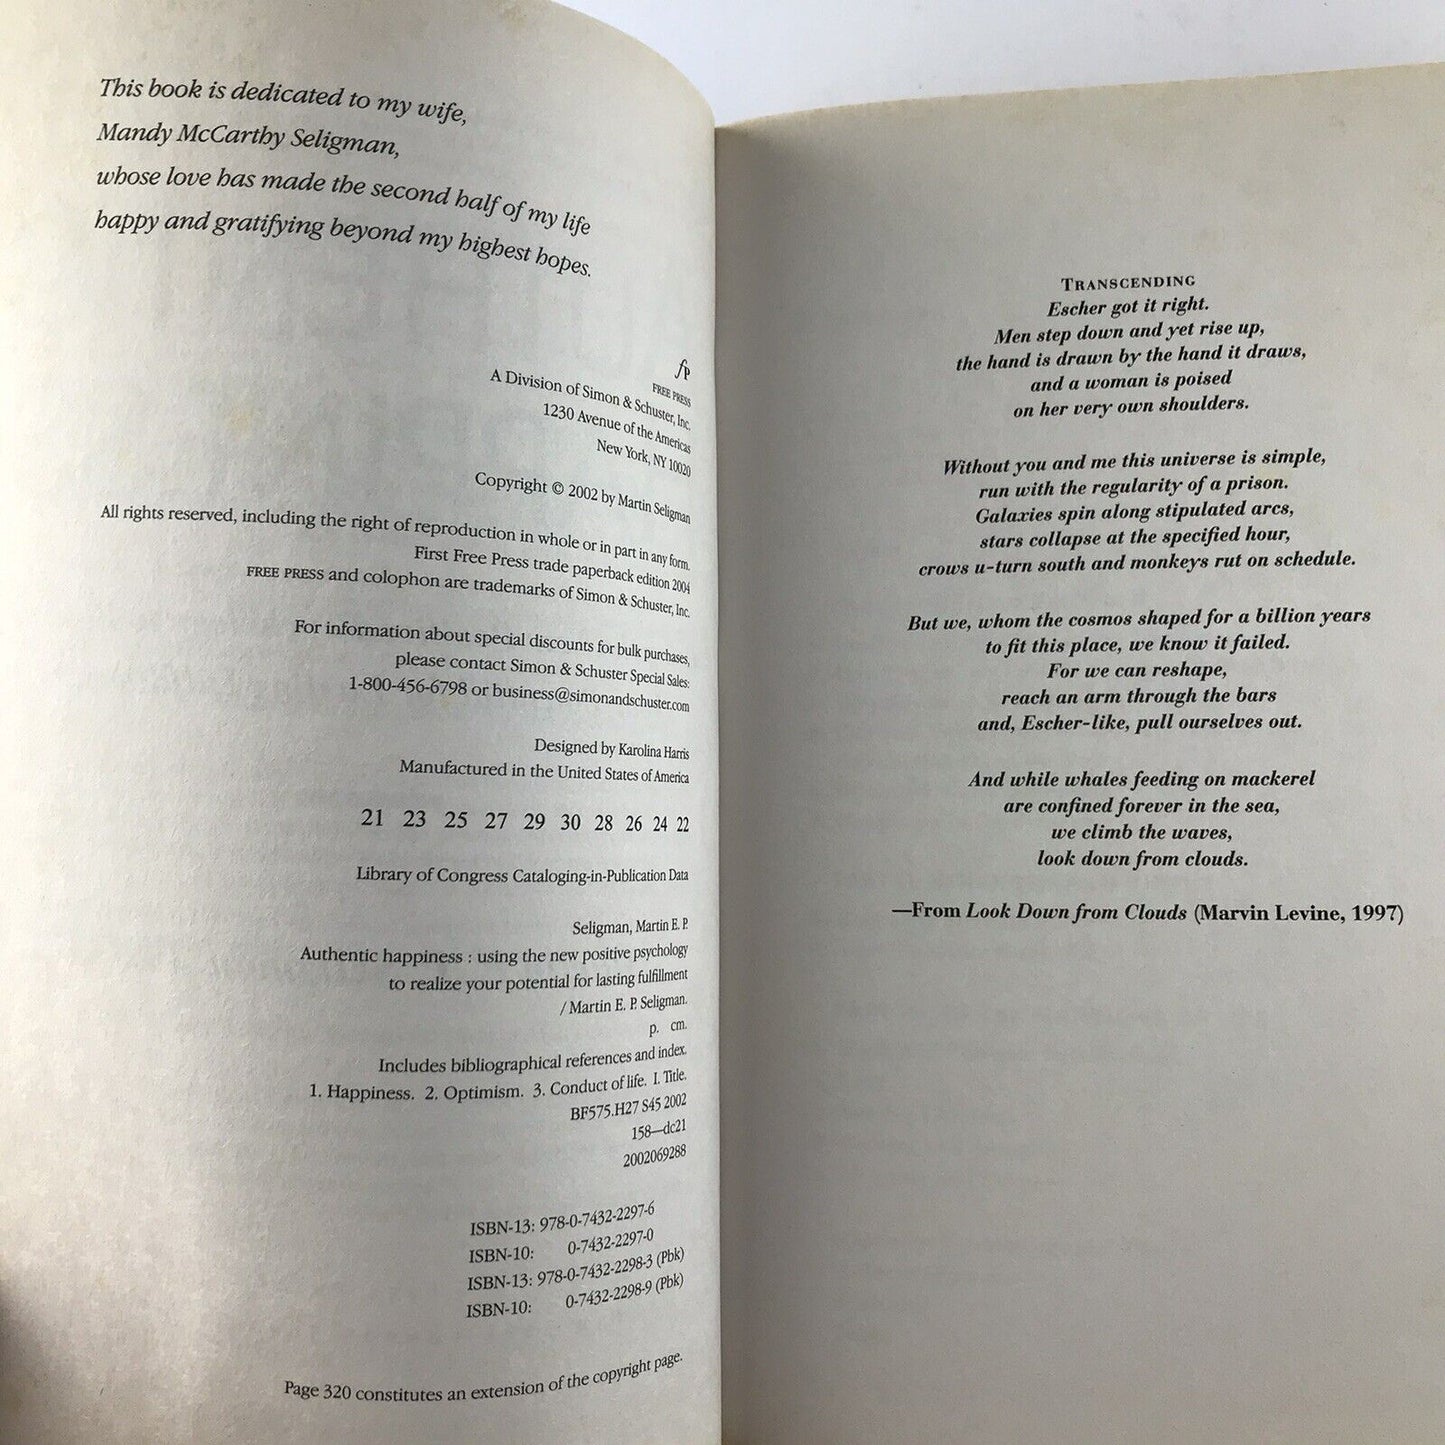 This book is dedicated to my wife,
Mandy McCarthy Seligman,
whose love has made the second half of my life
happy and gratifying beyond my highest hopes.
fP
FREE PRESS
A Division of Simon & Schuster, Inc.
1230 Avenue of the Americas
New York, NY 10020
Copyright © 2002 by Martin Seligman
All rights reserved, including the right of reproduction in whole or in part in any form.
First Free Press trade paperback edition 2004
FREE PRESS and colophon are trademarks of Simon & Schuster, Inc.
For information about special discounts for bulk purchases,
please contact Simon & Schuster Special Sales:
1-800-456-6798 or business@simonandschuster.com
Designed by Karolina Harris
Manufactured in the United States of America
21 23 25 27 29 30 28 26 24 22
Library of Congress Cataloging-in-Publication Data
Seligman, Martin E. P.
Authentic happiness : using the new positive psychology
to realize your potential for lasting fulfillment
/ Martin E. P. Seligman.
p. cm.
Includes bibliographical references and index.
1. Happiness. 2. Optimism. 3. Conduct of life. I. Title.
BF575.H27 S45 2002
158—dc21
2002069288
ISBN-13: 978-0-7432-2297-6
ISBN-10: 0-7432-2297-0
ISBN-13: 978-0-7432-2298-3 (Pbk)
ISBN-10: 0-7432-2298-9 (Pbk)
Page 320 constitutes an extension of the copyright page.
TRANSCENDING
Escher got it right.
Men step down and yet rise up,
the hand is drawn by the hand it draws,
and a woman is poised
on her very own shoulders.
Without you and me this universe is simple,
run with the regularity of a prison.
Galaxies spin along stipulated arcs,
stars collapse at the specified hour,
crows u-turn south and monkeys rut on schedule.
But we, whom the cosmos shaped for a billion years
to fit this place, we know it failed.
For we can reshape,
reach an arm through the bars
and, Escher-like, pull ourselves out.
And while whales feeding on mackerel
are confined forever in the sea,
we climb the waves,
look down from clouds.
—From Look Down from Clouds (Marvin Levine, 1997)